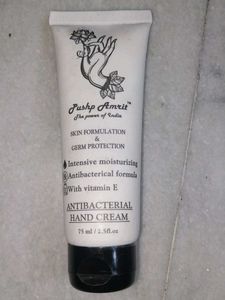 Pushp Amrit™
The power of India
SKIN FORMULATION
&
GERM PROTECTION
Intensive moisturizing
Antibacterical formula
With vitamin E
ANTIBACTERIAL
HAND CREAM
75 ml / 2.5fl.oz